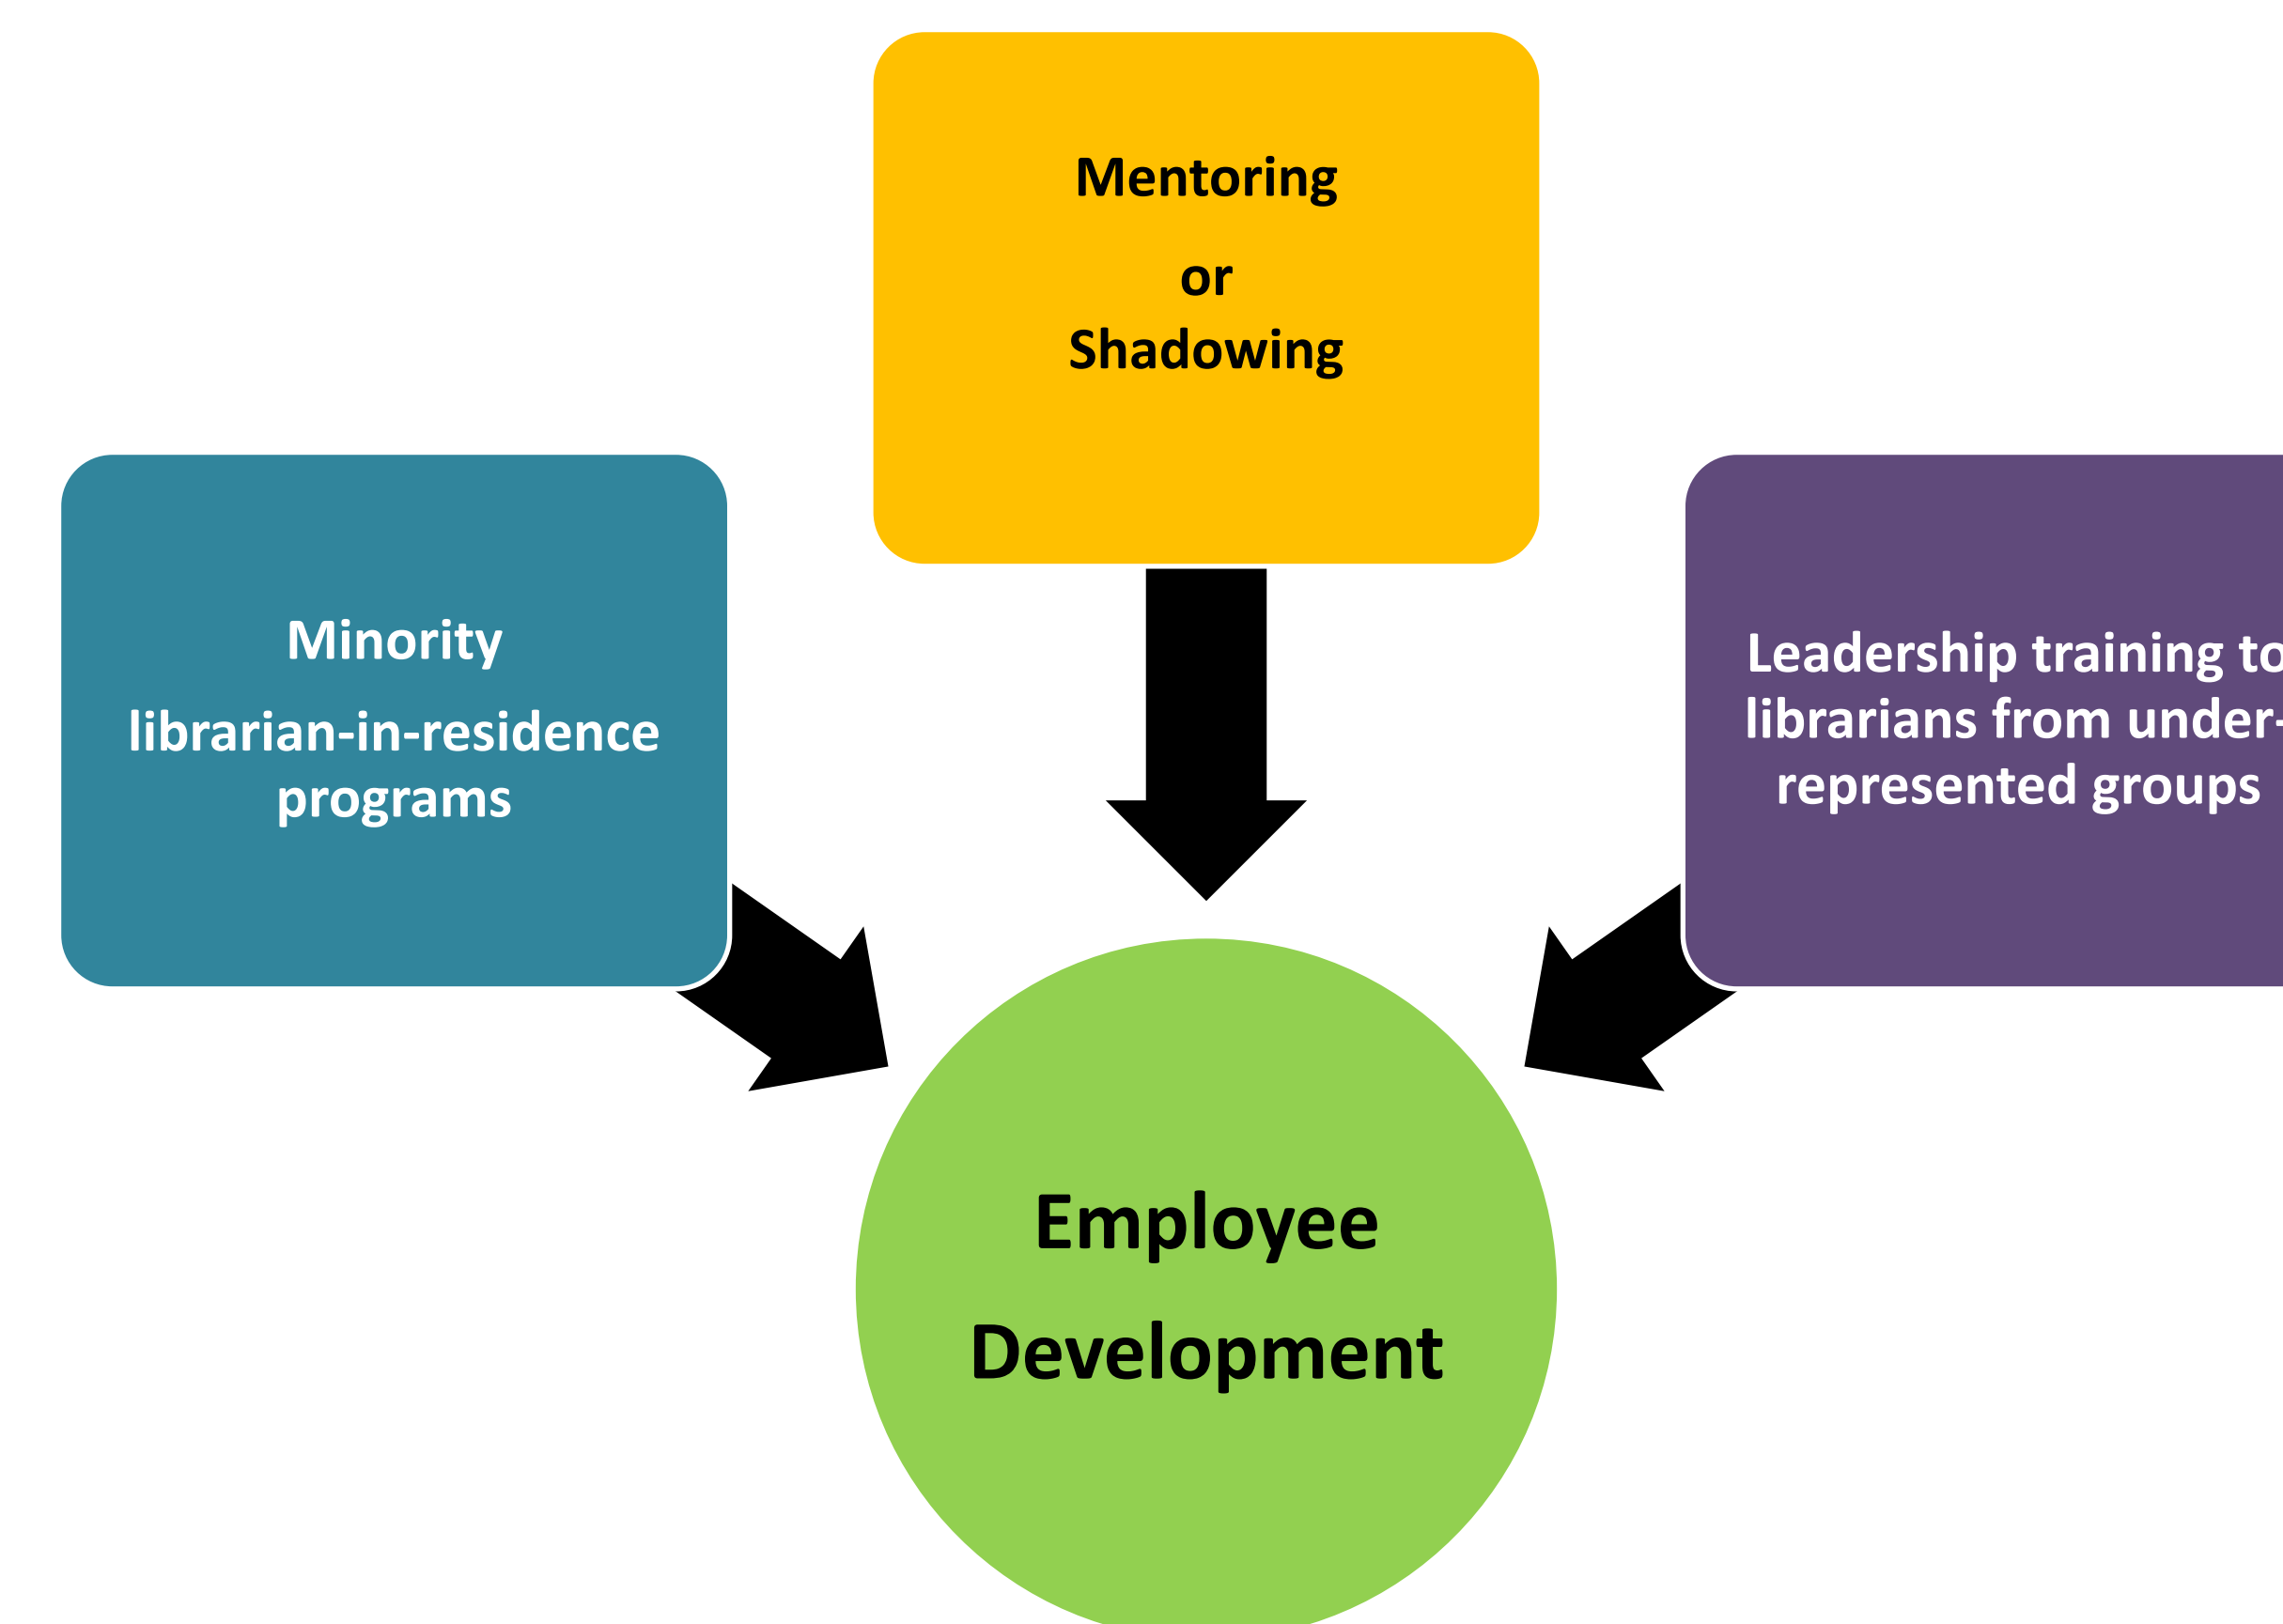 Mentoring
or
Shadowing
Minority
librarian-in-residence
programs
Leadership training to
librarians from under-
represented groups
Employee
Development